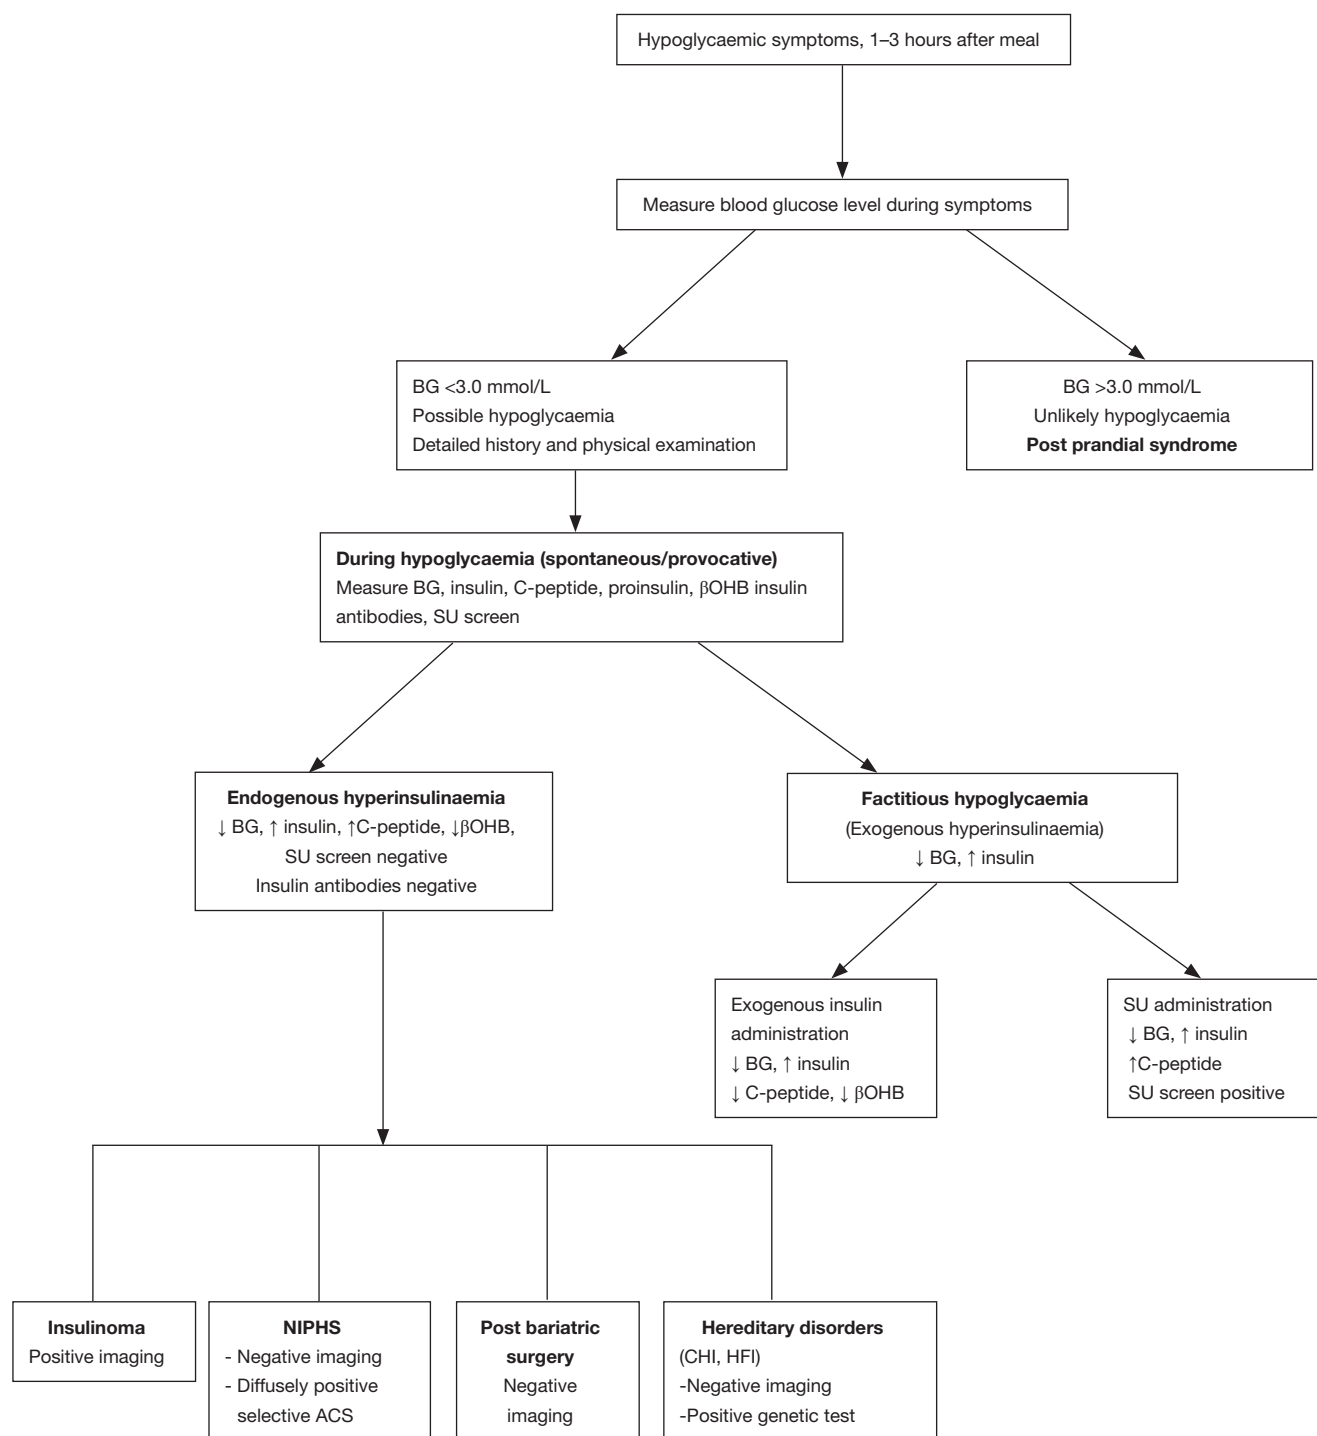 Hypoglycaemic symptoms, 1–3 hours after meal
Measure blood glucose level during symptoms
BG <3.0 mmol/L
Possible hypoglycaemia
Detailed history and physical examination
BG >3.0 mmol/L
Unlikely hypoglycaemia
Post prandial syndrome
During hypoglycaemia (spontaneous/provocative)
Measure BG, insulin, C-peptide, proinsulin, βOHB insulin
antibodies, SU screen
Endogenous hyperinsulinaemia
↓ BG, ↑ insulin, ↑C-peptide, ↓βOHB,
SU screen negative
Insulin antibodies negative
Factitious hypoglycaemia
(Exogenous hyperinsulinaemia)
↓ BG, ↑ insulin
Exogenous insulin
administration
↓ BG, ↑ insulin
↓ C-peptide, ↓ βOHB
SU administration
↓ BG, ↑ insulin
↑C-peptide
SU screen positive
Insulinoma
Positive imaging
NIPHS
- Negative imaging
- Diffusely positive
selective ACS
Post bariatric
surgery
Negative
imaging
Hereditary disorders
(CHI, HFI)
-Negative imaging
-Positive genetic test